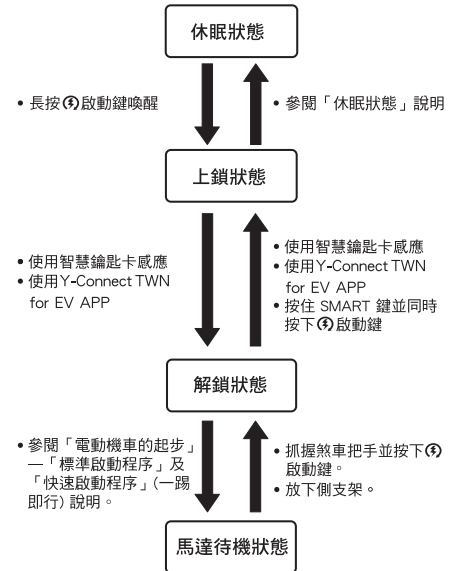 休眠狀態
• 長按 啟動鍵喚醒
• 參閱「休眠狀態」說明
上鎖狀態
• 使用智慧鑰匙卡感應
• 使用Y-Connect TWN
for EV APP
• 使用智慧鑰匙卡感應
• 使用Y-Connect TWN
for EV APP
• 按住 SMART 鍵並同時
按下 啟動鍵
解鎖狀態
• 參閱「電動機車的起步」
—「標準啟動程序」及
「快速啟動程序」(一踢
即行) 說明。
• 抓握煞車把手並按下
啟動鍵。
• 放下側支架。
馬達待機狀態